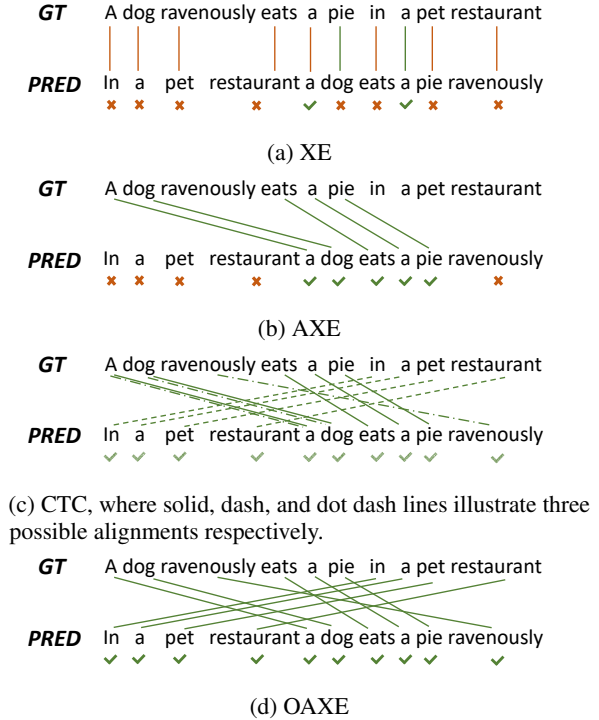 GT A dog ravenously eats a pie in a pet restaurant
PRED In a pet restaurant a dog eats a pie ravenously
(a) XE
GT A dog ravenously eats a pie in a pet restaurant
PRED In a pet restaurant a dog eats a pie ravenously
(b) AXE
GT A dog ravenously eats a pie in a pet restaurant
PRED In a pet restaurant a dog eats a pie ravenously
(c) CTC, where solid, dash, and dot dash lines illustrate three
possible alignments respectively.
GT A dog ravenously eats a pie in a pet restaurant
PRED In a pet restaurant a dog eats a pie ravenously
(d) OAXE